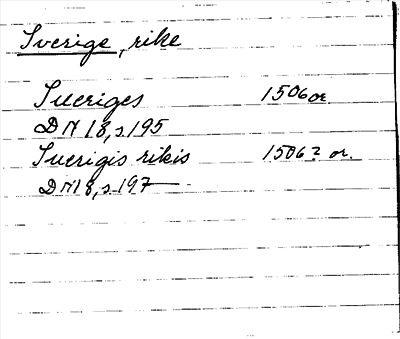 Sverige, rike
Sueriges 1506 or.
DN 18, s 195
Suerigis rikis 1506? or.
DN 18, s. 197